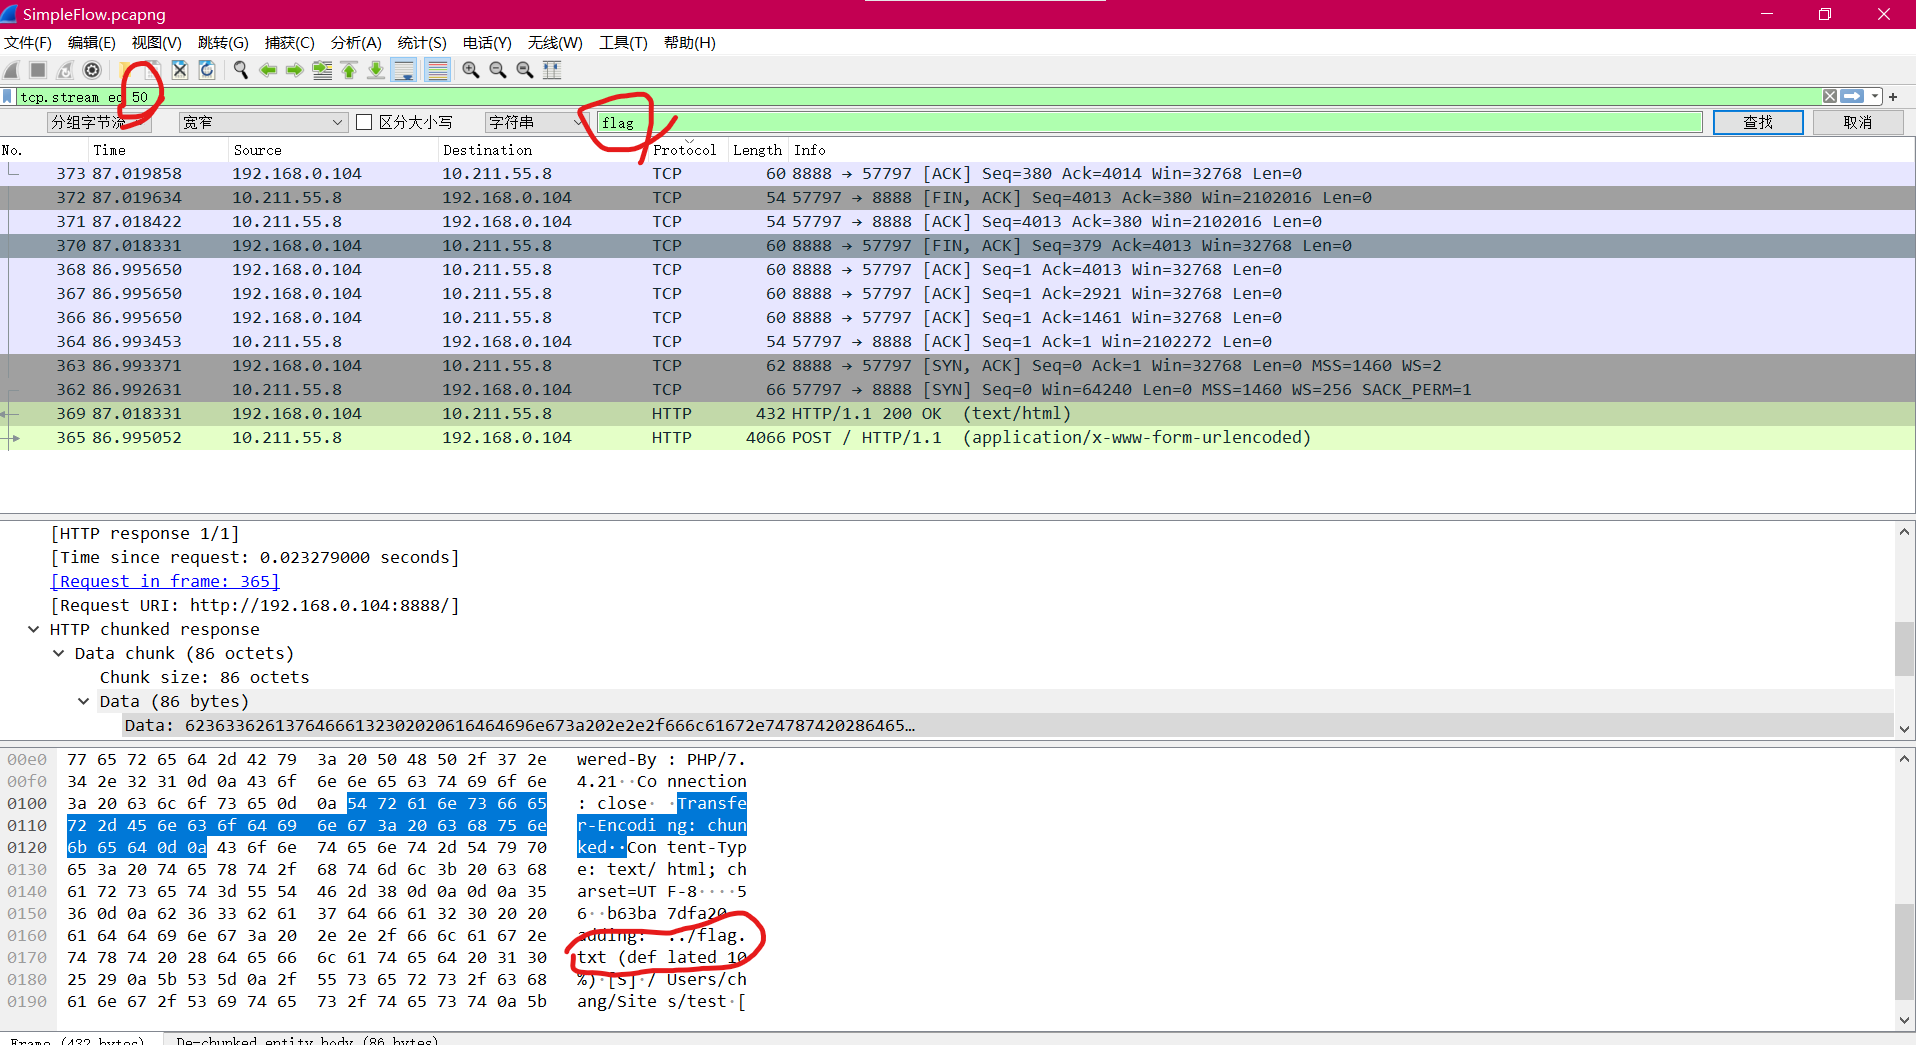 SimpleFlow.pcapng
文件(F) 编辑(E) 视图(V) 跳转(G) 捕获(C) 分析(A) 统计(S) 电话(Y) 无线(W) 工具(T) 帮助(H)
tcp.stream eq 50
分组字节流 宽窄 区分大小写 字符串 flag 查找 取消
No. Time Source Destination Protocol Length Info
373 87.019858 192.168.0.104 10.211.55.8 TCP 60 8888 → 57797 [ACK] Seq=380 Ack=4014 Win=32768 Len=0
372 87.019634 10.211.55.8 192.168.0.104 TCP 54 57797 → 8888 [FIN, ACK] Seq=4013 Ack=380 Win=2102016 Len=0
371 87.018422 10.211.55.8 192.168.0.104 TCP 54 57797 → 8888 [ACK] Seq=4013 Ack=380 Win=2102016 Len=0
370 87.018331 192.168.0.104 10.211.55.8 TCP 60 8888 → 57797 [FIN, ACK] Seq=379 Ack=4013 Win=32768 Len=0
368 86.995650 192.168.0.104 10.211.55.8 TCP 60 8888 → 57797 [ACK] Seq=1 Ack=4013 Win=32768 Len=0
367 86.995650 192.168.0.104 10.211.55.8 TCP 60 8888 → 57797 [ACK] Seq=1 Ack=2921 Win=32768 Len=0
366 86.995650 192.168.0.104 10.211.55.8 TCP 60 8888 → 57797 [ACK] Seq=1 Ack=1461 Win=32768 Len=0
364 86.993453 10.211.55.8 192.168.0.104 TCP 54 57797 → 8888 [ACK] Seq=1 Ack=1 Win=2102272 Len=0
363 86.993371 192.168.0.104 10.211.55.8 TCP 62 8888 → 57797 [SYN, ACK] Seq=0 Ack=1 Win=32768 Len=0 MSS=1460 WS=2
362 86.992631 10.211.55.8 192.168.0.104 TCP 66 57797 → 8888 [SYN] Seq=0 Win=64240 Len=0 MSS=1460 WS=256 SACK_PERM=1
369 87.018331 192.168.0.104 10.211.55.8 HTTP 432 HTTP/1.1 200 OK  (text/html)
365 86.995052 10.211.55.8 192.168.0.104 HTTP 4066 POST / HTTP/1.1  (application/x-www-form-urlencoded)
[HTTP response 1/1]
[Time since request: 0.023279000 seconds]
[Request in frame: 365]
[Request URI: http://192.168.0.104:8888/]
HTTP chunked response
Data chunk (86 octets)
Chunk size: 86 octets
Data (86 bytes)
Data: 62363362613764666132302020616464696e673a202e2e2f666c61672e74787420286465…
00e0 77 65 72 65 64 2d 42 79 3a 20 50 48 50 2f 37 2e wered-By : PHP/7.
00f0 34 2e 32 31 0d 0a 43 6f 6e 6e 65 63 74 69 6f 6e 4.21··Co nnection
0100 3a 20 63 6c 6f 73 65 0d 0a 54 72 61 6e 73 66 65 : close· ·Transfe
0110 72 2d 45 6e 63 6f 64 69 6e 67 3a 20 63 68 75 6e r-Encodi ng: chun
0120 6b 65 64 0d 0a 43 6f 6e 74 65 6e 74 2d 54 79 70 ked··Con tent-Typ
0130 65 3a 20 74 65 78 74 2f 68 74 6d 6c 3b 20 63 68 e: text/ html; ch
0140 61 72 73 65 74 3d 55 54 46 2d 38 0d 0a 0d 0a 35 arset=UT F-8····5
0150 36 0d 0a 62 36 33 62 61 37 64 66 61 32 30 20 20 6··b63ba 7dfa20
0160 61 64 64 69 6e 67 3a 20 2e 2e 2f 66 6c 61 67 2e adding: ../flag.
0170 74 78 74 20 28 64 65 66 6c 61 74 65 64 20 31 30 txt (def lated 10
0180 25 29 0a 5b 53 5d 0a 2f 55 73 65 72 73 2f 63 68 %)·[S]·/ Users/ch
0190 61 6e 67 2f 53 69 74 65 73 2f 74 65 73 74 0a 5b ang/Site s/test·[
Frame (432 bytes) De-chunked entity body (86 bytes)